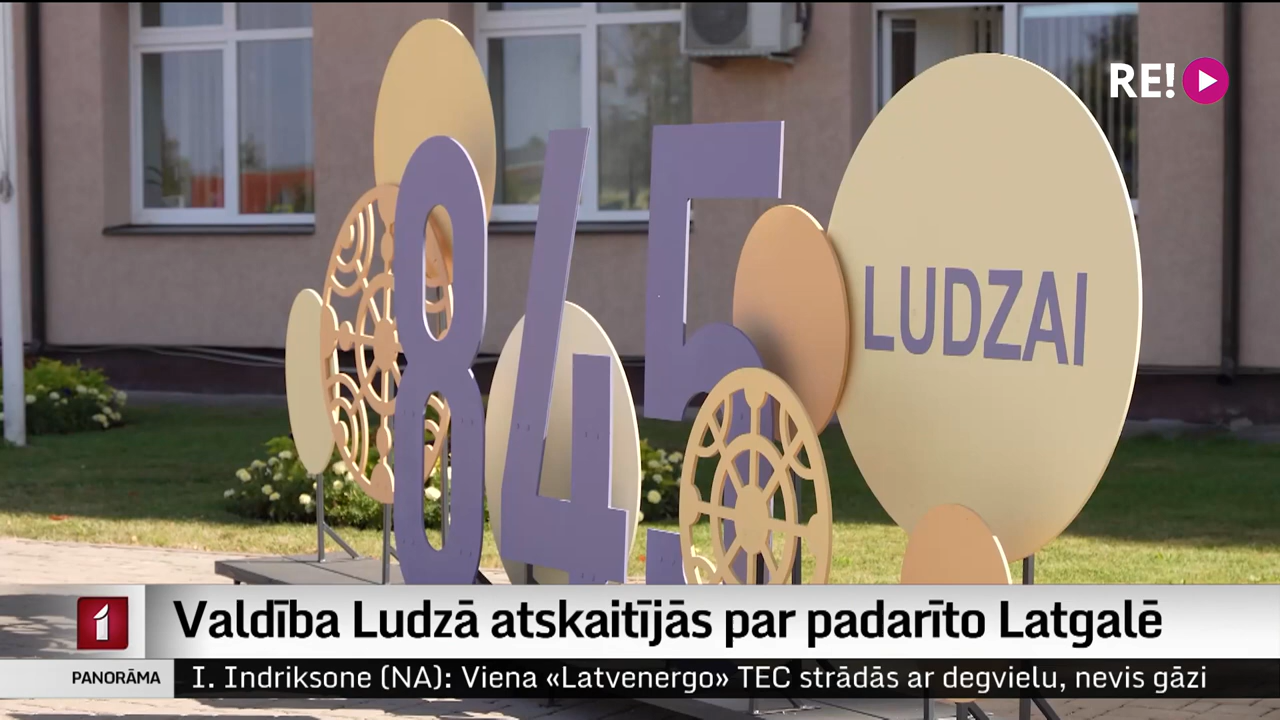 RE!
845
LUDZAI
1
Valdība Ludzā atskaitījās par padarīto Latgalē
PANORĀMA
I. Indriksone (NA): Viena «Latvenergo» TEC strādās ar degvielu, nevis gāzi